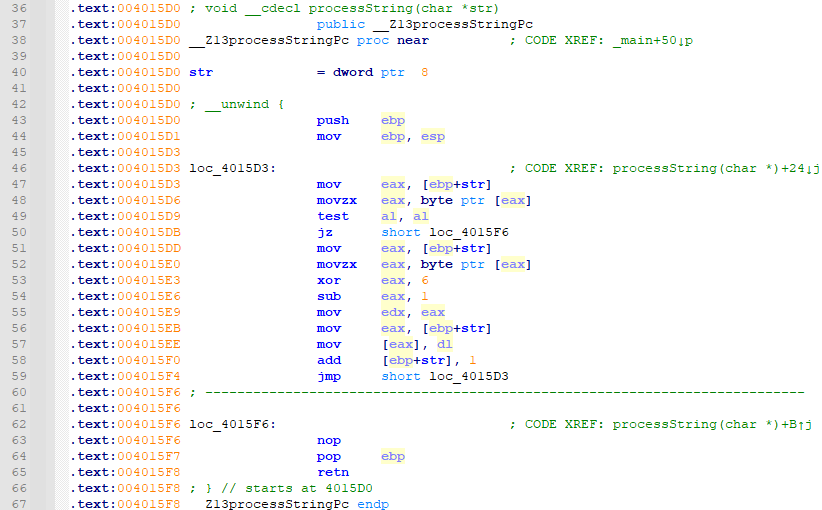 36 .text:004015D0 ; void __cdecl processString(char *str)
37 .text:004015D0 public __Z13processStringPc
38 .text:004015D0 __Z13processStringPc proc near ; CODE XREF: _main+50↓p
39 .text:004015D0
40 .text:004015D0 str = dword ptr 8
41 .text:004015D0
42 .text:004015D0 ; __unwind {
43 .text:004015D0 push ebp
44 .text:004015D1 mov ebp, esp
45 .text:004015D3
46 .text:004015D3 loc_4015D3: ; CODE XREF: processString(char *)+24↓j
47 .text:004015D3 mov eax, [ebp+str]
48 .text:004015D6 movzx eax, byte ptr [eax]
49 .text:004015D9 test al, al
50 .text:004015DB jz short loc_4015F6
51 .text:004015DD mov eax, [ebp+str]
52 .text:004015E0 movzx eax, byte ptr [eax]
53 .text:004015E3 xor eax, 6
54 .text:004015E6 sub eax, 1
55 .text:004015E9 mov edx, eax
56 .text:004015EB mov eax, [ebp+str]
57 .text:004015EE mov [eax], dl
58 .text:004015F0 add [ebp+str], 1
59 .text:004015F4 jmp short loc_4015D3
60 .text:004015F6 ; ---------------------------------------------------------------------------
61 .text:004015F6
62 .text:004015F6 loc_4015F6: ; CODE XREF: processString(char *)+B↑j
63 .text:004015F6 nop
64 .text:004015F7 pop ebp
65 .text:004015F8 retn
66 .text:004015F8 ; } // starts at 4015D0
67 .text:004015F8 __Z13processStringPc endp